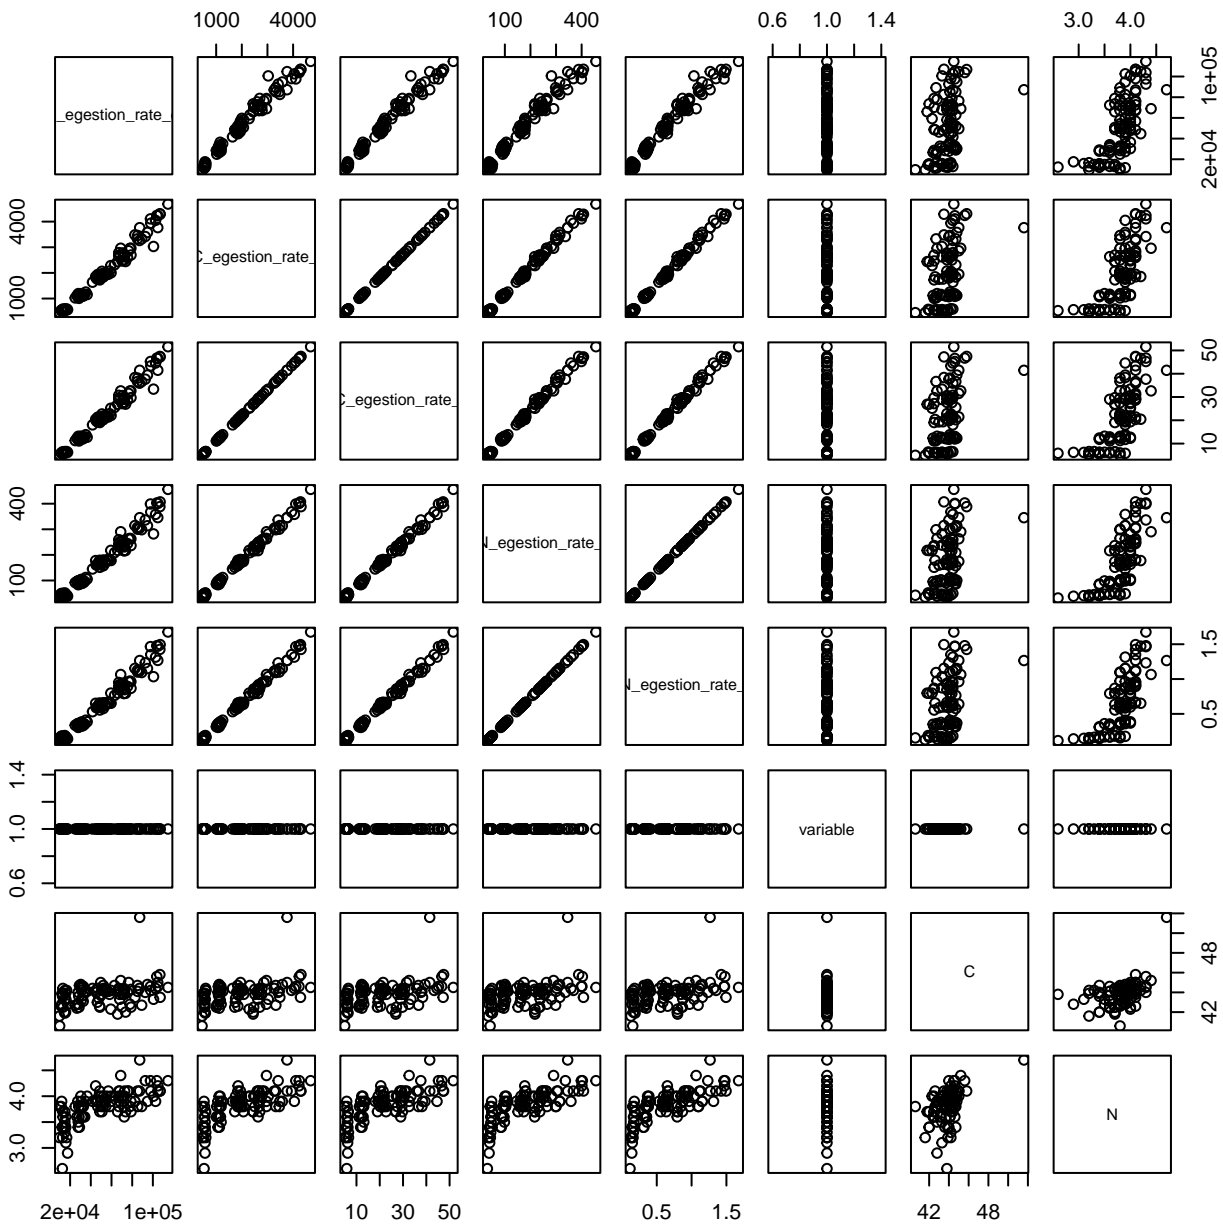 1000 4000 100 400 0.6 1.0 1.4 3.0 4.0
_egestion_rate_
2e+04 1e+05
1000 4000
C_egestion_rate_
C_egestion_rate_
10 30 50
100 400
N_egestion_rate_
N_egestion_rate_
0.5 1.5
0.6 1.0 1.4
variable
C
42 48
3.0 4.0
N
2e+04 1e+05 10 30 50 0.5 1.5 42 48